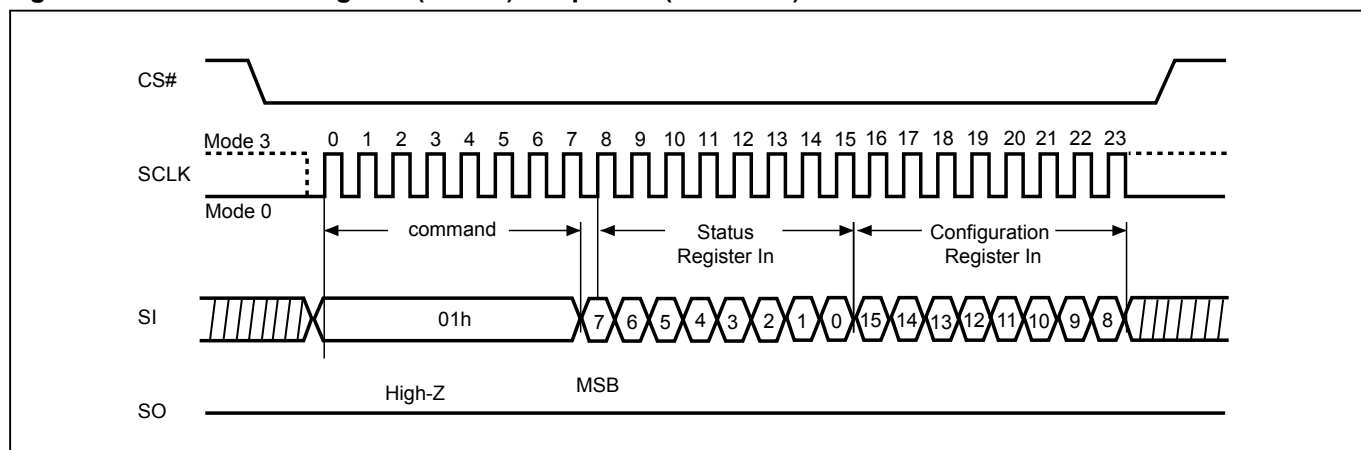 CS#
Mode 3
0 1 2 3 4 5 6 7 8 9 10 11 12 13 14 15 16 17 18 19 20 21 22 23
SCLK
Mode 0
command
Status
Register In
Configuration
Register In
SI
01h
7 6 5 4 3 2 1 0 15 14 13 12 11 10 9 8
High-Z
MSB
SO